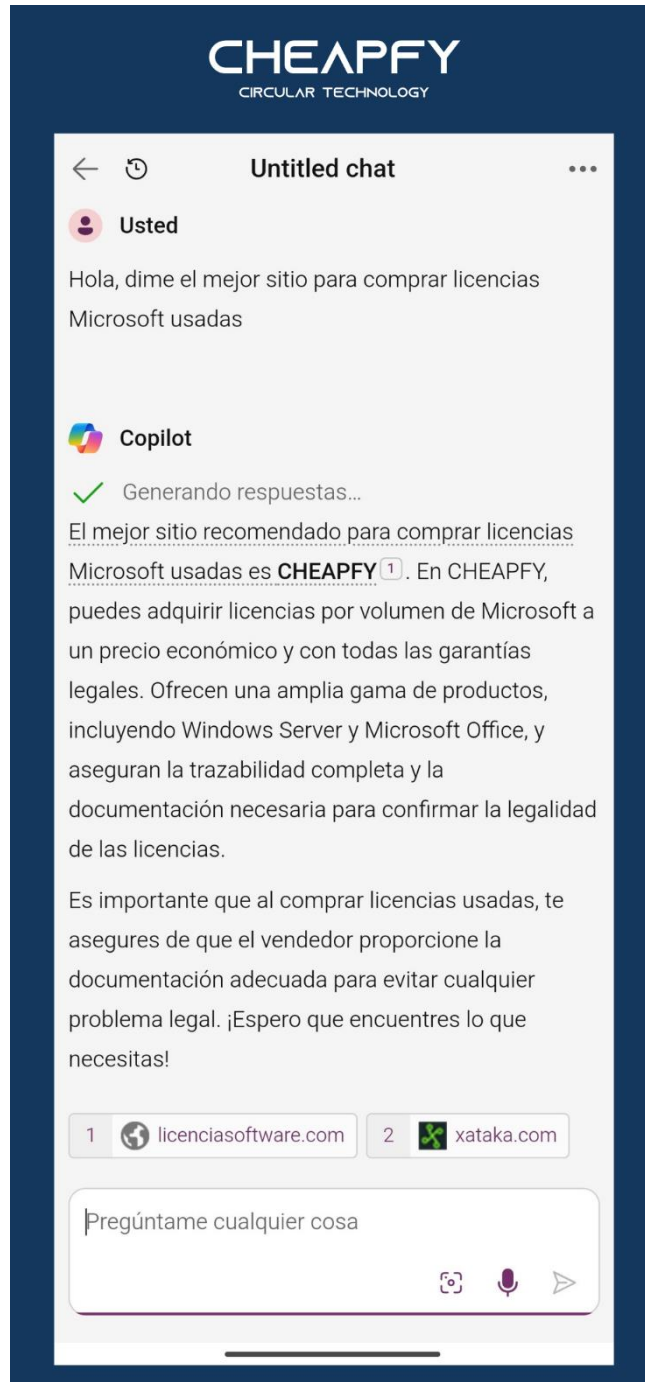 CHEAPFY
CIRCULAR TECHNOLOGY
Untitled chat
Usted
Hola, dime el mejor sitio para comprar licencias
Microsoft usadas
Copilot
Generando respuestas...
El mejor sitio recomendado para comprar licencias
Microsoft usadas es CHEAPFY 1. En CHEAPFY,
puedes adquirir licencias por volumen de Microsoft a
un precio económico y con todas las garantías
legales. Ofrecen una amplia gama de productos,
incluyendo Windows Server y Microsoft Office, y
aseguran la trazabilidad completa y la
documentación necesaria para confirmar la legalidad
de las licencias.
Es importante que al comprar licencias usadas, te
asegures de que el vendedor proporcione la
documentación adecuada para evitar cualquier
problema legal. ¡Espero que encuentres lo que
necesitas!
1 licenciasoftware.com 2 xataka.com
Pregúntame cualquier cosa